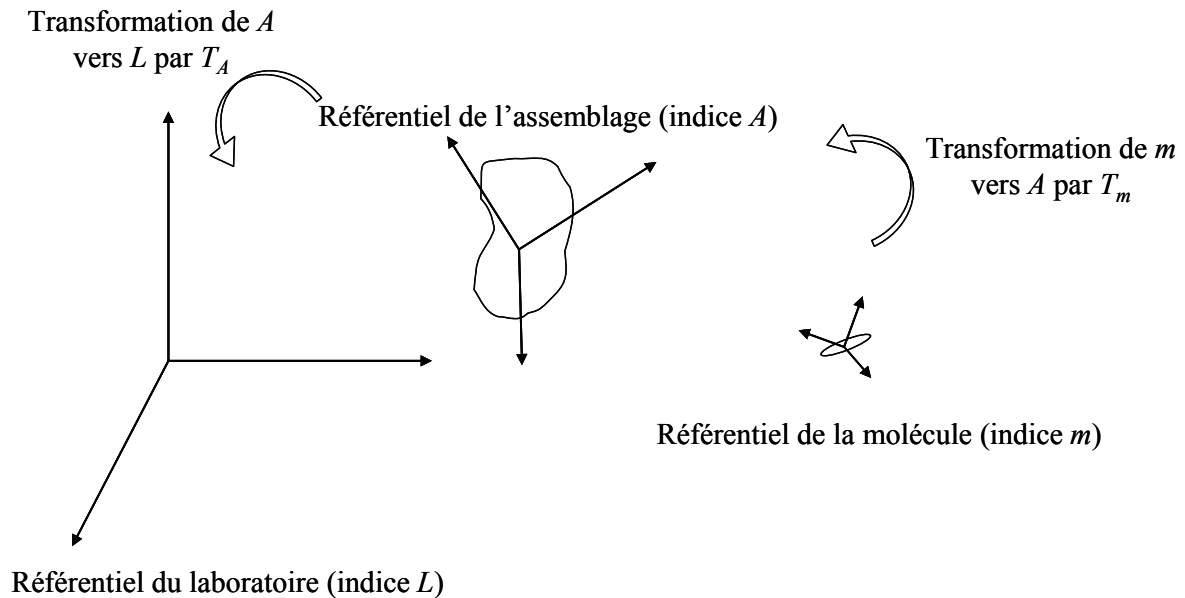 Transformation de A
vers L par T_A
Référentiel de l’assemblage (indice A)
Transformation de m
vers A par T_m
Référentiel de la molécule (indice m)
Référentiel du laboratoire (indice L)